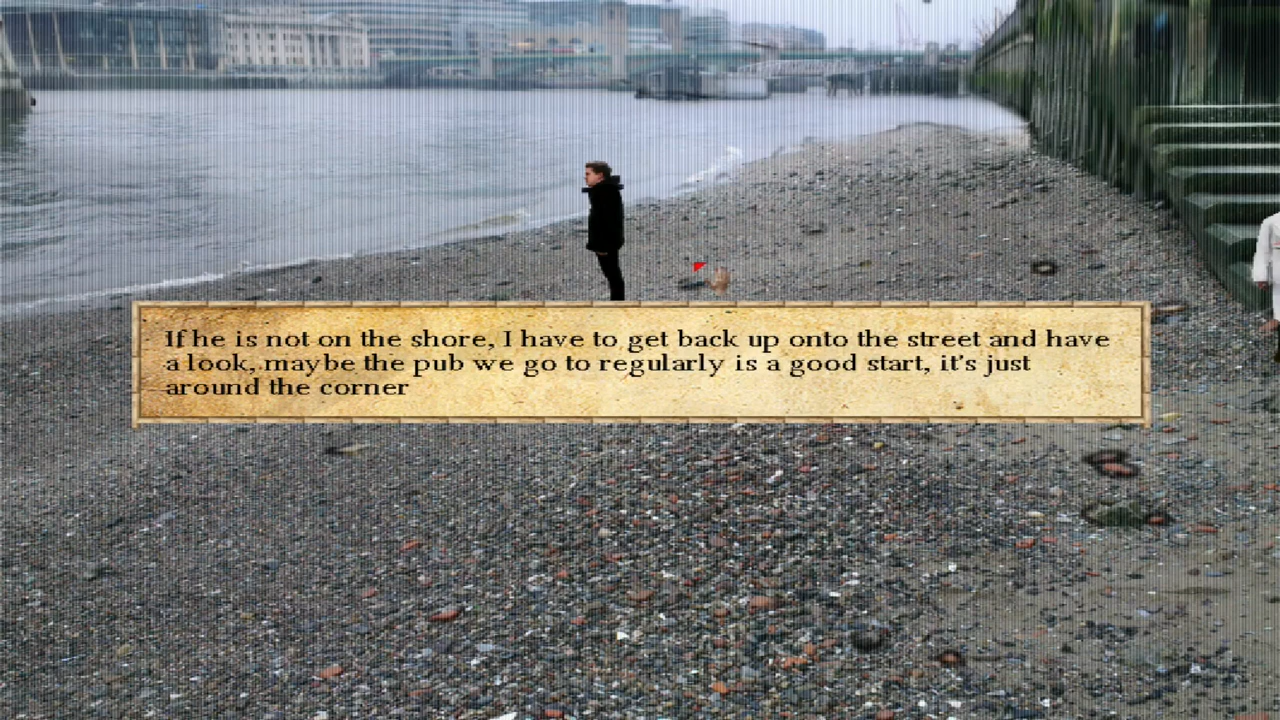 If he is not on the shore, I have to get back up onto the street and have
a look, maybe the pub we go to regularly is a good start, it's just
around the corner